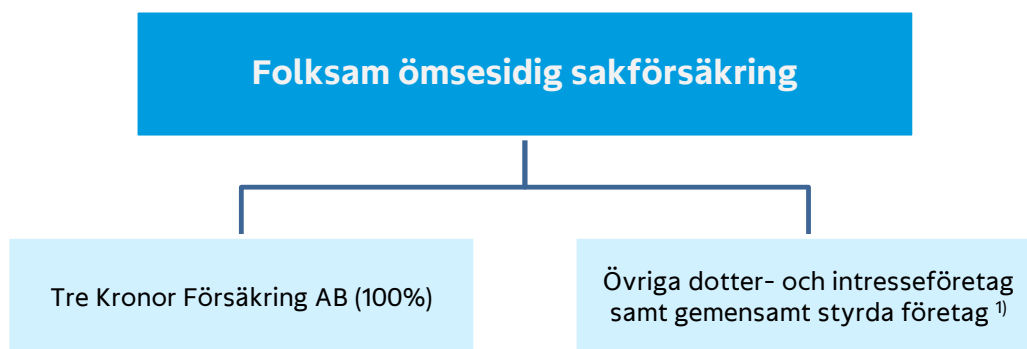 Folksam ömsesidig sakförsäkring
Tre Kronor Försäkring AB (100%)
Övriga dotter- och intresseföretag
samt gemensamt styrda företag ¹⁾